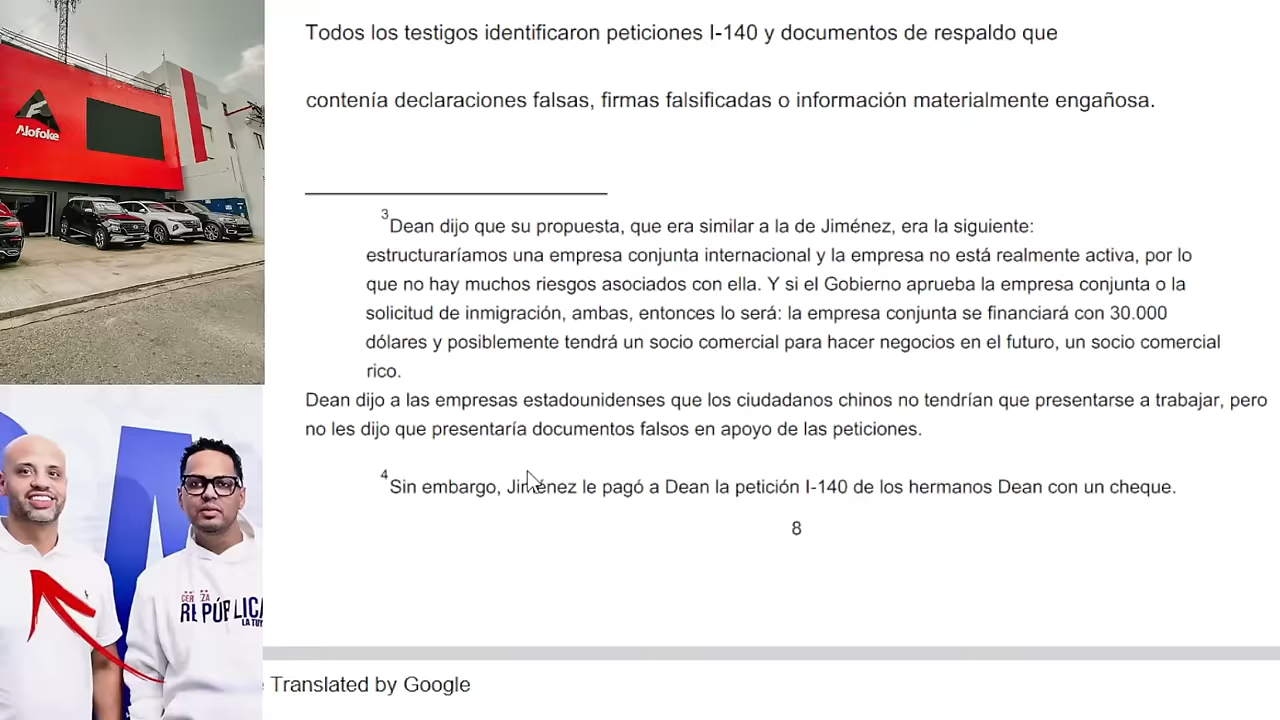 Alofoke
Todos los testigos identificaron peticiones I-140 y documentos de respaldo que
contenía declaraciones falsas, firmas falsificadas o información materialmente engañosa.
3 Dean dijo que su propuesta, que era similar a la de Jiménez, era la siguiente:
estructuraríamos una empresa conjunta internacional y la empresa no está realmente activa, por lo
que no hay muchos riesgos asociados con ella. Y si el Gobierno aprueba la empresa conjunta o la
solicitud de inmigración, ambas, entonces lo será: la empresa conjunta se financiará con 30.000
dólares y posiblemente tendrá un socio comercial para hacer negocios en el futuro, un socio comercial
rico.
Dean dijo a las empresas estadounidenses que los ciudadanos chinos no tendrían que presentarse a trabajar, pero
no les dijo que presentaría documentos falsos en apoyo de las peticiones.
4 Sin embargo, Jiménez le pagó a Dean la petición I-140 de los hermanos Dean con un cheque.
8
REPÚBLICA
LA TUY
Translated by Google